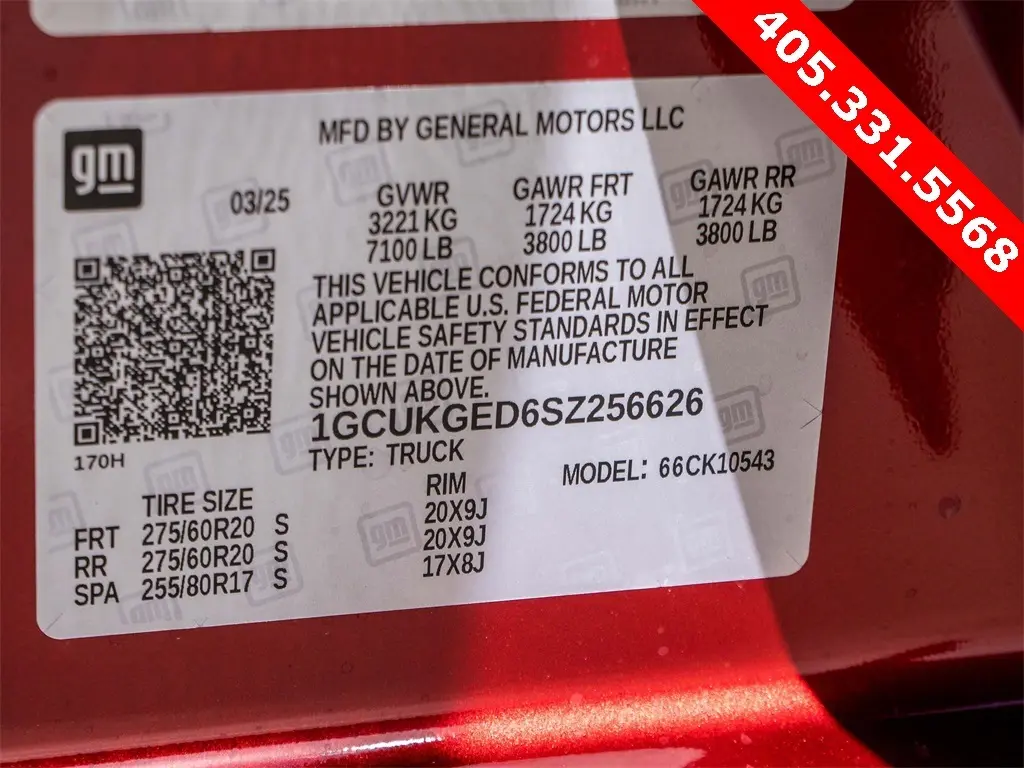 405.331.5568
gm
MFD BY GENERAL MOTORS LLC
03/25
GVWR GAWR FRT GAWR RR
3221 KG 1724 KG 1724 KG
7100 LB 3800 LB 3800 LB
THIS VEHICLE CONFORMS TO ALL
APPLICABLE U.S. FEDERAL MOTOR
VEHICLE SAFETY STANDARDS IN EFFECT
ON THE DATE OF MANUFACTURE
SHOWN ABOVE.
1GCUKGED6SZ256626
170H
TYPE: TRUCK MODEL: 66CK10543
TIRE SIZE RIM
FRT 275/60R20 S 20X9J
RR 275/60R20 S 20X9J
SPA 255/80R17 S 17X8J